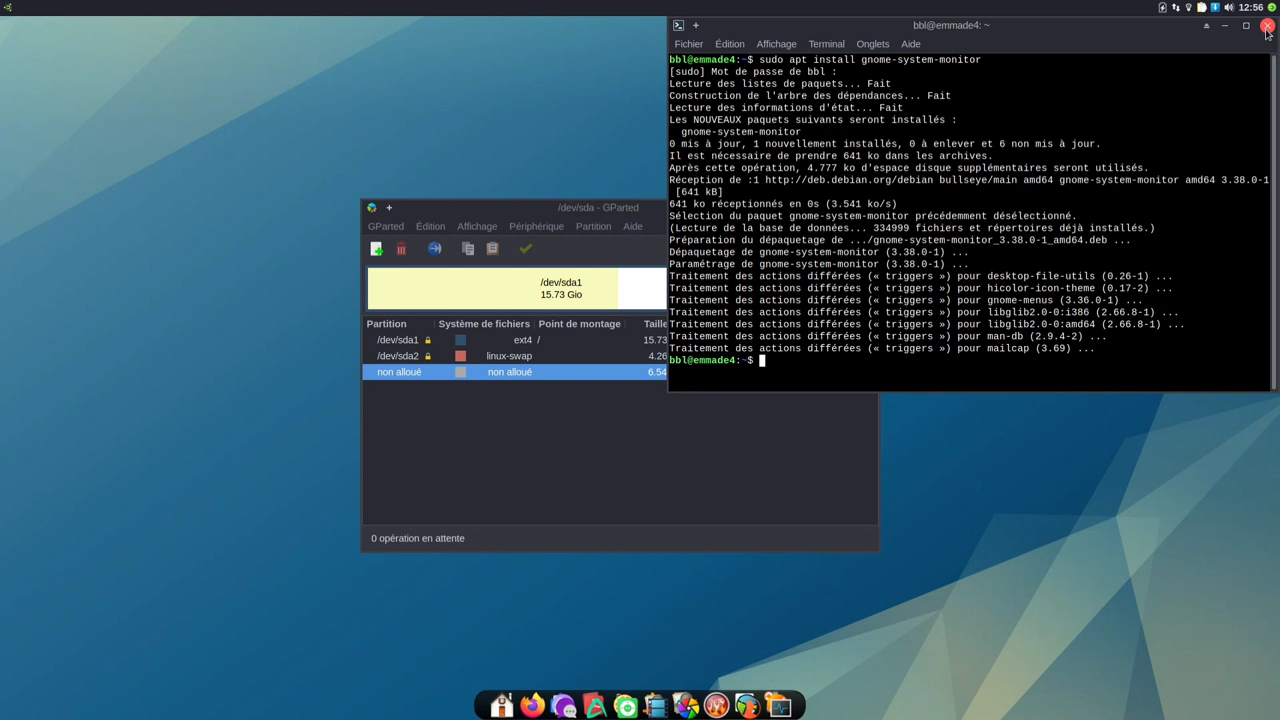 12:56
bbl@emmade4: ~
Fichier Édition Affichage Terminal Onglets Aide
bbl@emmade4:~$ sudo apt install gnome-system-monitor
[sudo] Mot de passe de bbl :
Lecture des listes de paquets... Fait
Construction de l'arbre des dépendances... Fait
Lecture des informations d'état... Fait
Les NOUVEAUX paquets suivants seront installés :
gnome-system-monitor
0 mis à jour, 1 nouvellement installés, 0 à enlever et 6 non mis à jour.
Il est nécessaire de prendre 641 ko dans les archives.
Après cette opération, 4.777 ko d'espace disque supplémentaires seront utilisés.
Réception de :1 http://deb.debian.org/debian bullseye/main amd64 gnome-system-monitor amd64 3.38.0-1
[641 kB]
641 ko réceptionnés en 0s (3.541 ko/s)
Sélection du paquet gnome-system-monitor précédemment désélectionné.
(Lecture de la base de données... 334999 fichiers et répertoires déjà installés.)
Préparation du dépaquetage de .../gnome-system-monitor_3.38.0-1_amd64.deb ...
Dépaquetage de gnome-system-monitor (3.38.0-1) ...
Paramétrage de gnome-system-monitor (3.38.0-1) ...
Traitement des actions différées (« triggers ») pour desktop-file-utils (0.26-1) ...
Traitement des actions différées (« triggers ») pour hicolor-icon-theme (0.17-2) ...
Traitement des actions différées (« triggers ») pour gnome-menus (3.36.0-1) ...
Traitement des actions différées (« triggers ») pour libglib2.0-0:i386 (2.66.8-1) ...
Traitement des actions différées (« triggers ») pour libglib2.0-0:amd64 (2.66.8-1) ...
Traitement des actions différées (« triggers ») pour man-db (2.9.4-2) ...
Traitement des actions différées (« triggers ») pour mailcap (3.69) ...
bbl@emmade4:~$
/dev/sda - GParted
GParted Édition Affichage Périphérique Partition Aide
/dev/sda1
15.73 Gio
Partition Système de fichiers Point de montage Taille
/dev/sda1 ext4 / 15.73
/dev/sda2 linux-swap 4.26
non alloué non alloué 6.54
0 opération en attente